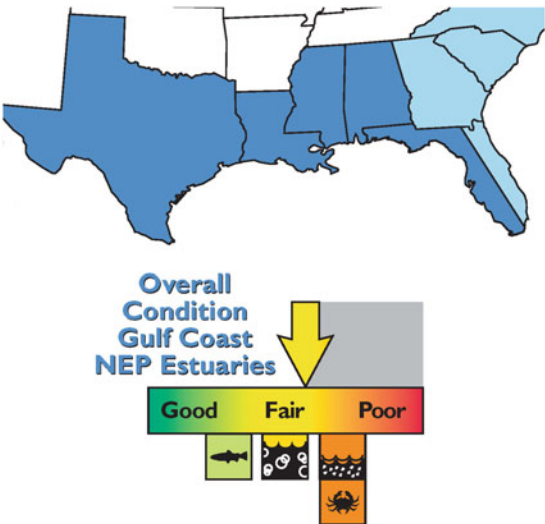 Overall
Condition
Gulf Coast
NEP Estuaries
Good Fair Poor